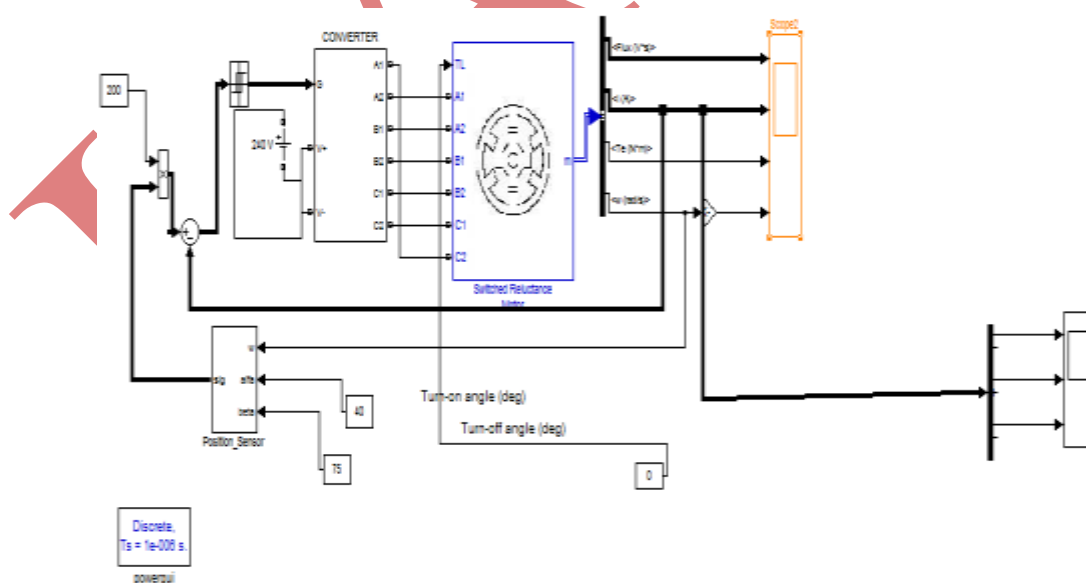 Scope2
CONVERTER
<Flux (V*s)>
200
240 V
+
G
V+
V-
A1
A2
B1
B2
C1
C2
TL
A1
A2
B1
B2
C1
C2
m
<I (A)>
<Te (N*m)>
<w (rad/s)>
Switched Reluctance
Motor
w
sig
alfa
beta
Position_Sensor
40
75
Turn-on angle (deg)
Turn-off angle (deg)
0
Discrete,
Ts = 1e-006 s.
powergui